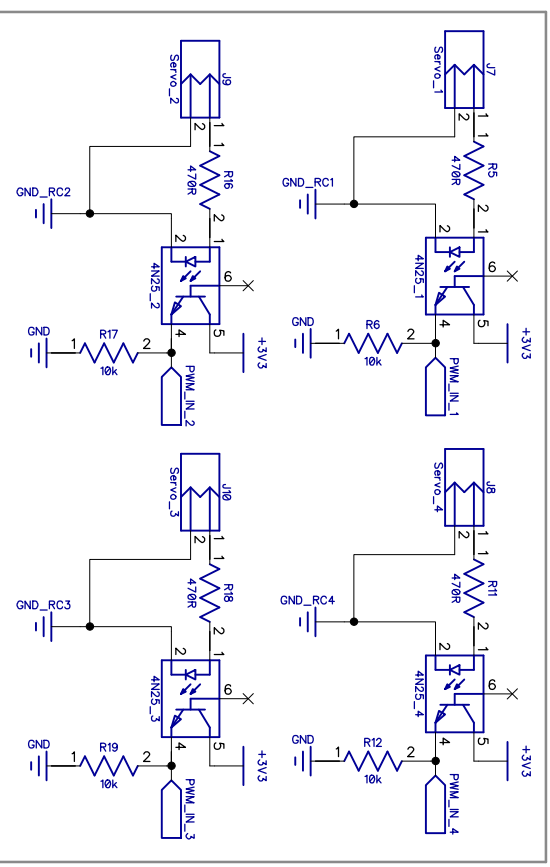 J9
Servo_2
1
2
1
R16
470R
2
GND_RC2
1
2
4N25_2
6
5
4
+3V3
GND
1
R17
10k
2
PWM_IN_2
J7
Servo_1
1
2
1
R5
470R
2
GND_RC1
1
2
4N25_1
6
5
4
+3V3
GND
1
R6
10k
2
PWM_IN_1
J10
Servo_3
1
2
1
R18
470R
2
GND_RC3
1
2
4N25_3
6
5
4
+3V3
GND
1
R19
10k
2
PWM_IN_3
J8
Servo_4
1
2
1
R11
470R
2
GND_RC4
1
2
4N25_4
6
5
4
+3V3
GND
1
R12
10k
2
PWM_IN_4